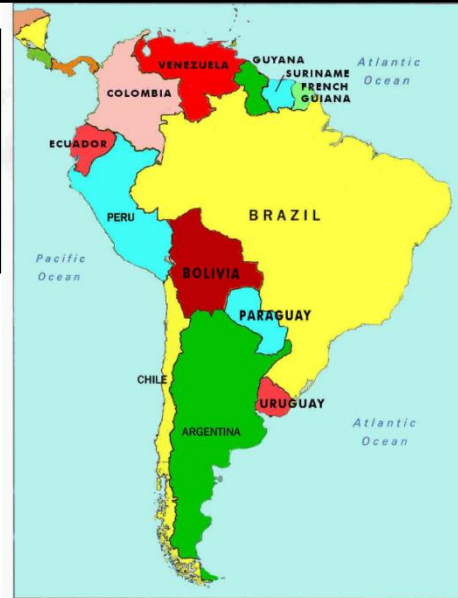 VENEZUELA
GUYANA
SURINAME
FRENCH
GUIANA
Atlantic
Ocean
COLOMBIA
ECUADOR
PERU
BRAZIL
Pacific
Ocean
BOLIVIA
PARAGUAY
CHILE
URUGUAY
ARGENTINA
Atlantic
Ocean